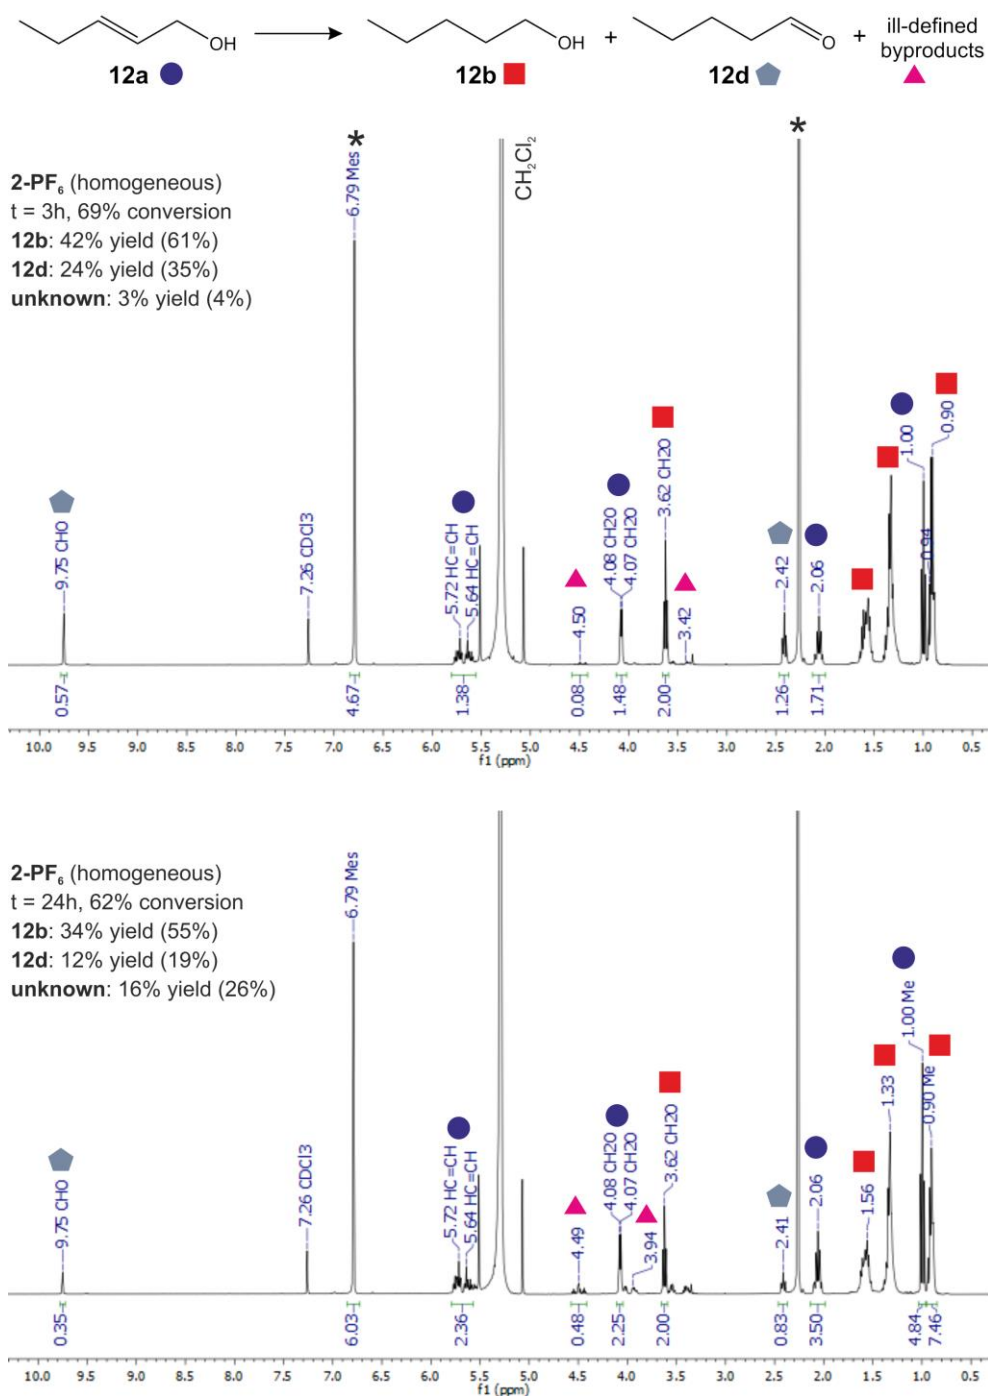 OH
OH
O
+
+
ill-defined
byproducts
12a
12b
12d
2-PF₆ (homogeneous)
t = 3h, 69% conversion
12b: 42% yield (61%)
12d: 24% yield (35%)
unknown: 3% yield (4%)
*
*
CH₂Cl₂
9.75 CHO
7.26 CDCl3
6.79 Mes
5.72 HC=CH
5.64 HC=CH
4.50
4.08 CH2O
4.07 CH2O
3.62 CH2O
3.42
2.42
2.06
1.00
0.94
0.90
0.57
4.67
1.38
0.08
1.48
2.00
1.26
1.71
10.0 9.5 9.0 8.5 8.0 7.5 7.0 6.5 6.0 5.5 5.0 4.5 4.0 3.5 3.0 2.5 2.0 1.5 1.0 0.5
f1 (ppm)
2-PF₆ (homogeneous)
t = 24h, 62% conversion
12b: 34% yield (55%)
12d: 12% yield (19%)
unknown: 16% yield (26%)
9.75 CHO
7.26 CDCl3
6.79 Mes
5.72 HC=CH
5.64 HC=CH
4.49
4.08 CH2O
4.07 CH2O
3.94
3.62 CH2O
2.41
2.06
1.56
1.33
1.00 Me
0.90 Me
0.35
6.03
2.36
0.48
2.25
2.00
0.83
3.50
4.84
7.46
10.0 9.5 9.0 8.5 8.0 7.5 7.0 6.5 6.0 5.5 5.0 4.5 4.0 3.5 3.0 2.5 2.0 1.5 1.0 0.5
f1 (ppm)